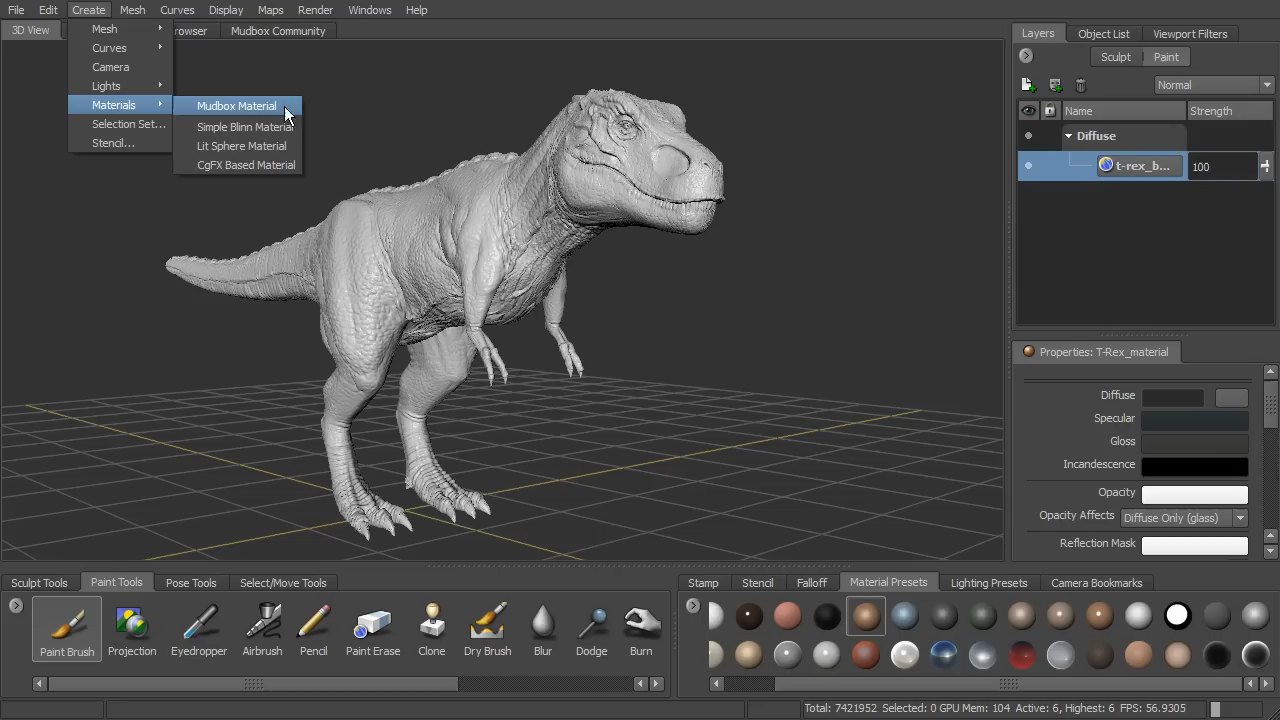 File Edit Create Mesh Curves Display Maps Render Windows Help
3D View rowser Mudbox Community
Mesh
Curves
Camera
Lights
Materials
Selection Set...
Stencil...
Mudbox Material
Simple Blinn Material
Lit Sphere Material
CgFX Based Material
Layers Object List Viewport Filters
Sculpt Paint
Normal
Name Strength
Diffuse
t-rex_b... 100
Properties: T-Rex_material
Diffuse
Specular
Gloss
Incandescence
Opacity
Opacity Affects Diffuse Only (glass)
Reflection Mask
Sculpt Tools Paint Tools Pose Tools Select/Move Tools
Paint Brush Projection Eyedropper Airbrush Pencil Paint Erase Clone Dry Brush Blur Dodge Burn
Stamp Stencil Falloff Material Presets Lighting Presets Camera Bookmarks
Total: 7421952 Selected: 0 GPU Mem: 104 Active: 6, Highest: 6 FPS: 56.9305